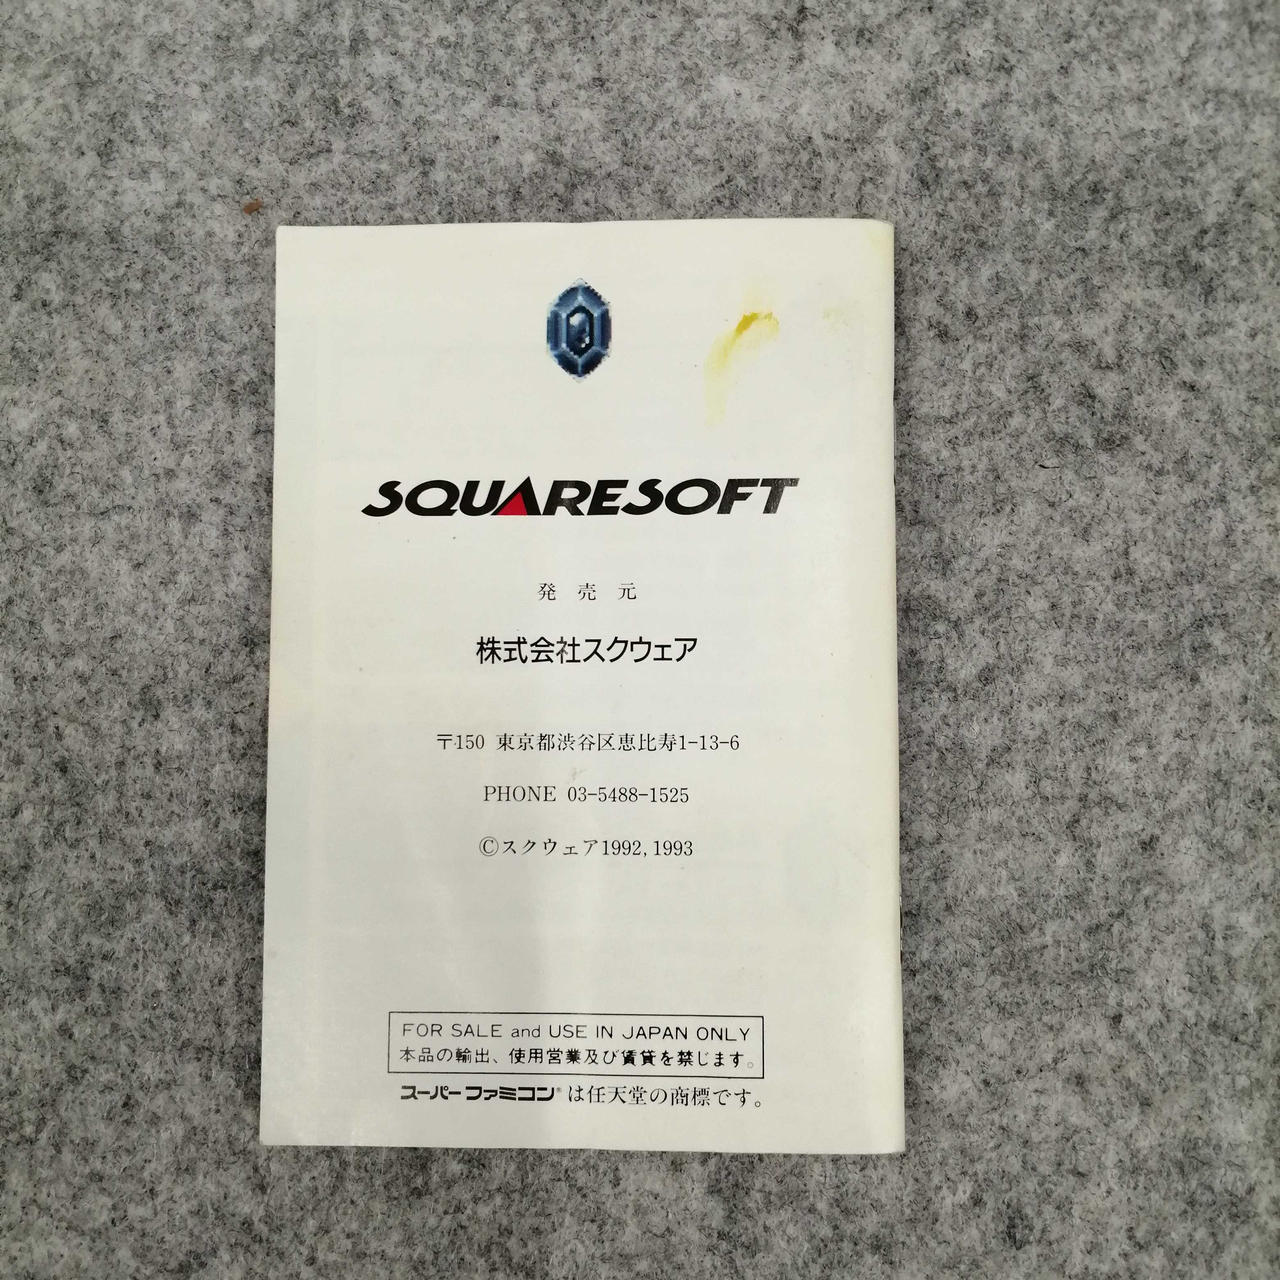 SQUARESOFT
発売元
株式会社スクウェア
〒150 東京都渋谷区恵比寿1-13-6
PHONE 03-5488-1525
©スクウェア1992,1993
FOR SALE and USE IN JAPAN ONLY
本品の輸出、使用営業及び賃貸を禁じます。
スーパーファミコン®は任天堂の商標です。